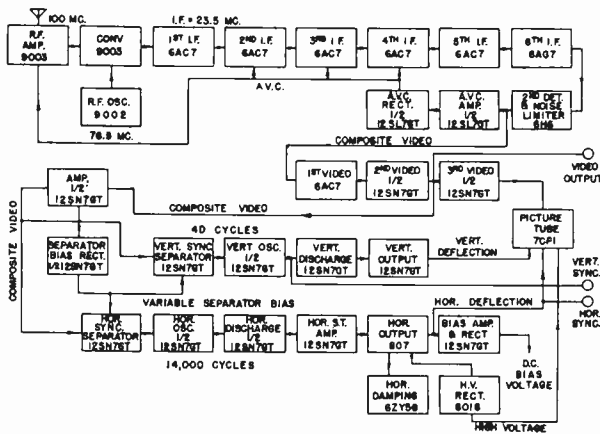 100 MC.
I.F. = 23.5 MC.
R.F.
AMP.
9003
CONV
9003
1ST I.F.
6AC7
2ND I.F.
6AC7
3RD I.F.
6AC7
4TH I.F.
6AC7
5TH I.F.
6AC7
6TH I.F.
6AG7
A.V.C.
R.F. OSC.
9002
A.V.C.
RECT.
1/2
12SL7GT
A.V.C.
AMP. 1/2
12SL7GT
2ND DET.
& NOISE
LIMITER
6H6
76.5 MC.
COMPOSITE VIDEO
1ST VIDEO
6AC7
2ND VIDEO
1/2
12SN7GT
3RD VIDEO
1/2
12SN7GT
VIDEO
OUTPUT
AMP.
1/2
12SN7GT
COMPOSITE VIDEO
PICTURE
TUBE
7CP1
COMPOSITE VIDEO
40 CYCLES
SEPARATOR
BIAS RECT.
1/2 12SN7GT
VERT. SYNC
SEPARATOR
12SN7GT
VERT OSC.
1/2
12SN7GT
VERT.
DISCHARGE
12SN7GT
VERT.
OUTPUT
12SN7GT
VERT.
DEFLECTION
VERT.
SYNC.
VARIABLE SEPARATOR BIAS
HOR. DEFLECTION
HOR.
SYNC.
HOR.
SYNC.
SEPARATOR
12SN7GT
HOR.
OSC.
1/2
12SN7GT
HOR.
DISCHARGE
1/2
12SN7GT
HOR. S.T.
AMP.
12SN7GT
HOR.
OUTPUT
807
BIAS AMP.
& RECT
12SN7GT
14,000 CYCLES
D.C.
BIAS
VOLTAGE
HOR.
DAMPING
6ZY5G
H.V.
RECT.
8016
HIGH VOLTAGE